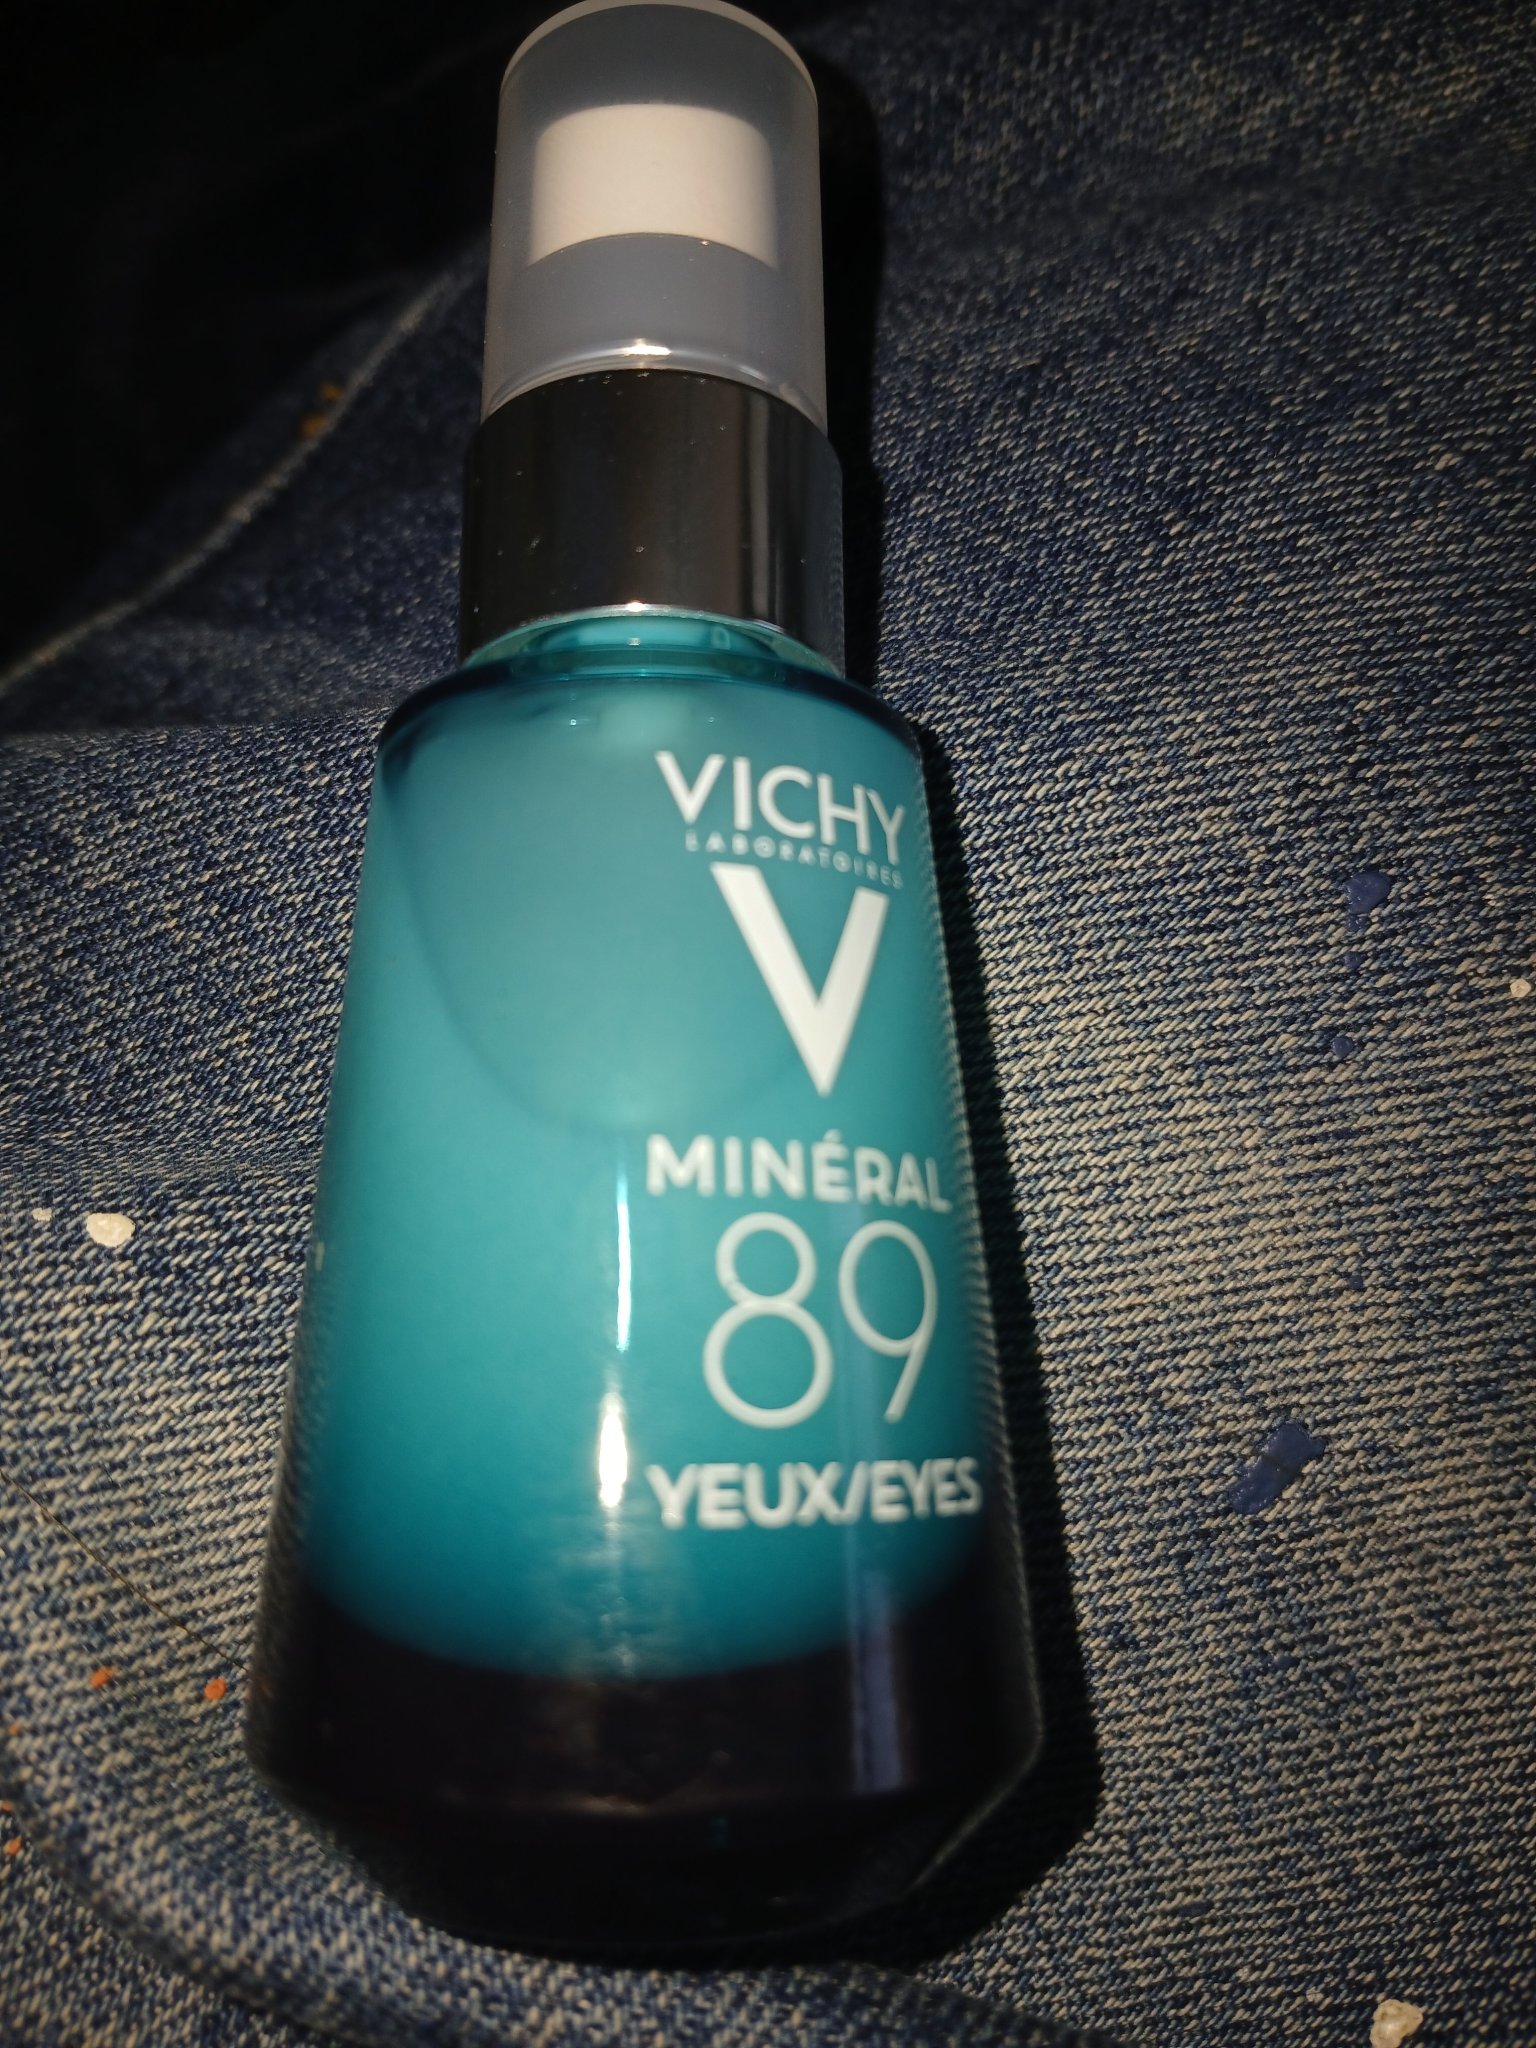 VICHY
LABORATOIRES
V
MINÉRAL
89
YEUX/EYES